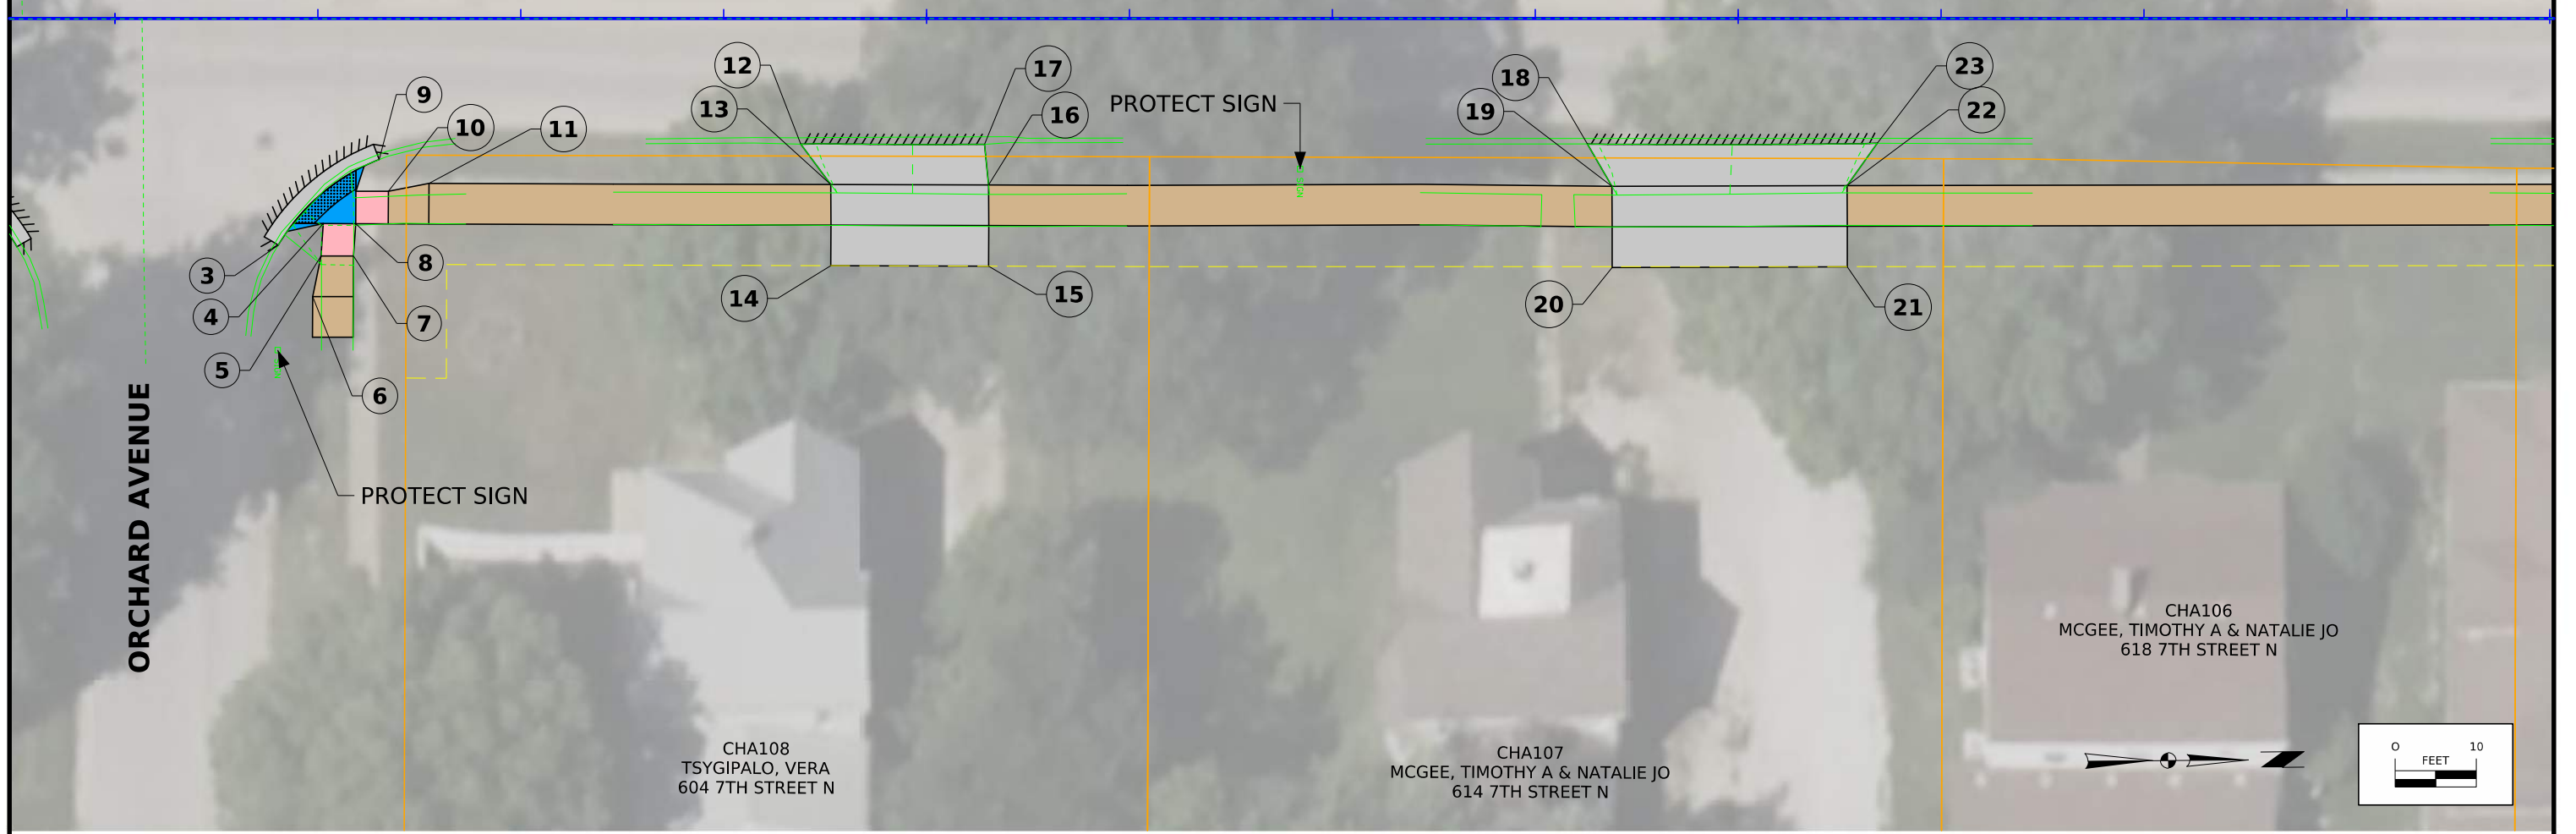 12
17
23
18
9
PROTECT SIGN
13
16
19
22
10
11
3
8
14
15
20
21
4
7
5
6
ORCHARD AVENUE
PROTECT SIGN
CHA106
MCGEE, TIMOTHY A & NATALIE JO
618 7TH STREET N
CHA108
TSYGIPALO, VERA
604 7TH STREET N
CHA107
MCGEE, TIMOTHY A & NATALIE JO
614 7TH STREET N
Z
O 10
FEET